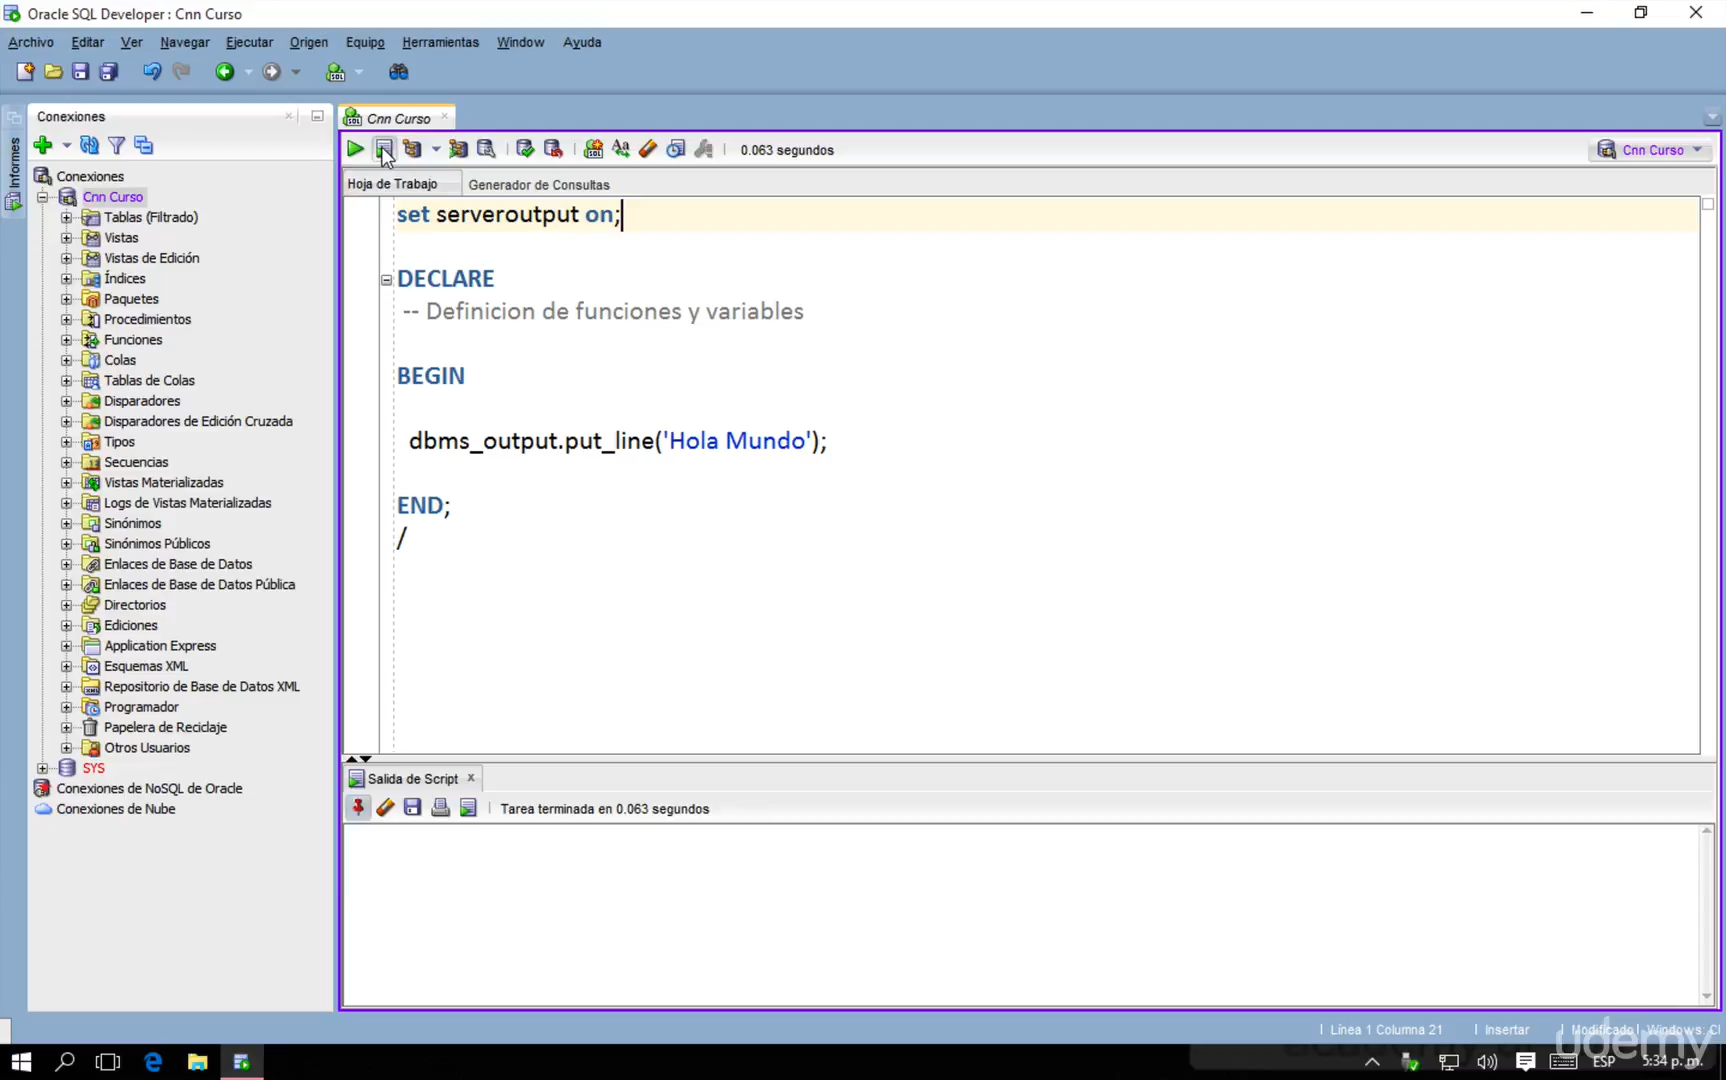 Oracle SQL Developer : Cnn Curso
Archivo Editar Ver Navegar Ejecutar Origen Equipo Herramientas Window Ayuda
Informes
Conexiones
Conexiones
Cnn Curso
Tablas (Filtrado)
Vistas
Vistas de Edición
Índices
Paquetes
Procedimientos
Funciones
Colas
Tablas de Colas
Disparadores
Disparadores de Edición Cruzada
Tipos
Secuencias
Vistas Materializadas
Logs de Vistas Materializadas
Sinónimos
Sinónimos Públicos
Enlaces de Base de Datos
Enlaces de Base de Datos Pública
Directorios
Ediciones
Application Express
Esquemas XML
Repositorio de Base de Datos XML
Programador
Papelera de Reciclaje
Otros Usuarios
SYS
Conexiones de NoSQL de Oracle
Conexiones de Nube
Cnn Curso
0.063 segundos
Cnn Curso
Hoja de Trabajo Generador de Consultas
set serveroutput on;
DECLARE
-- Definicion de funciones y variables
BEGIN
dbms_output.put_line('Hola Mundo');
END;
/
Salida de Script
Tarea terminada en 0.063 segundos
Línea 1 Columna 21 Insertar Modificado Windows: Cl
udemy
ESP 5:34 p. m.